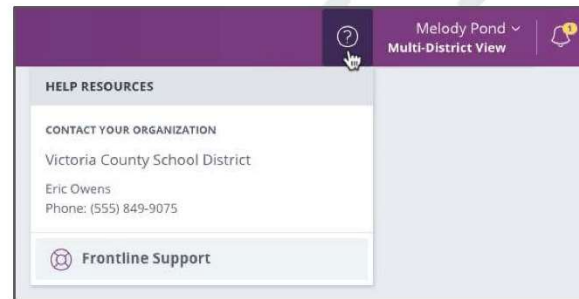 ?
Melody Pond
Multi-District View
1
HELP RESOURCES
CONTACT YOUR ORGANIZATION
Victoria County School District
Eric Owens
Phone: (555) 849-9075
Frontline Support